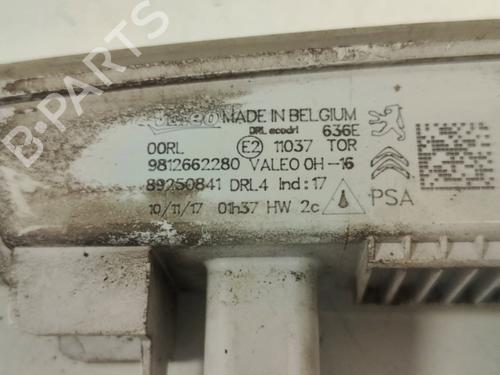 Valeo MADE IN BELGIUM
DRL ecodrl 636E
00RL E2 11037 TOR
9812662280 VALEO 0H-16
89250841 DRL4 Ind:17
10/11/17 01h37 HW 2c
PSA
B-PARTS